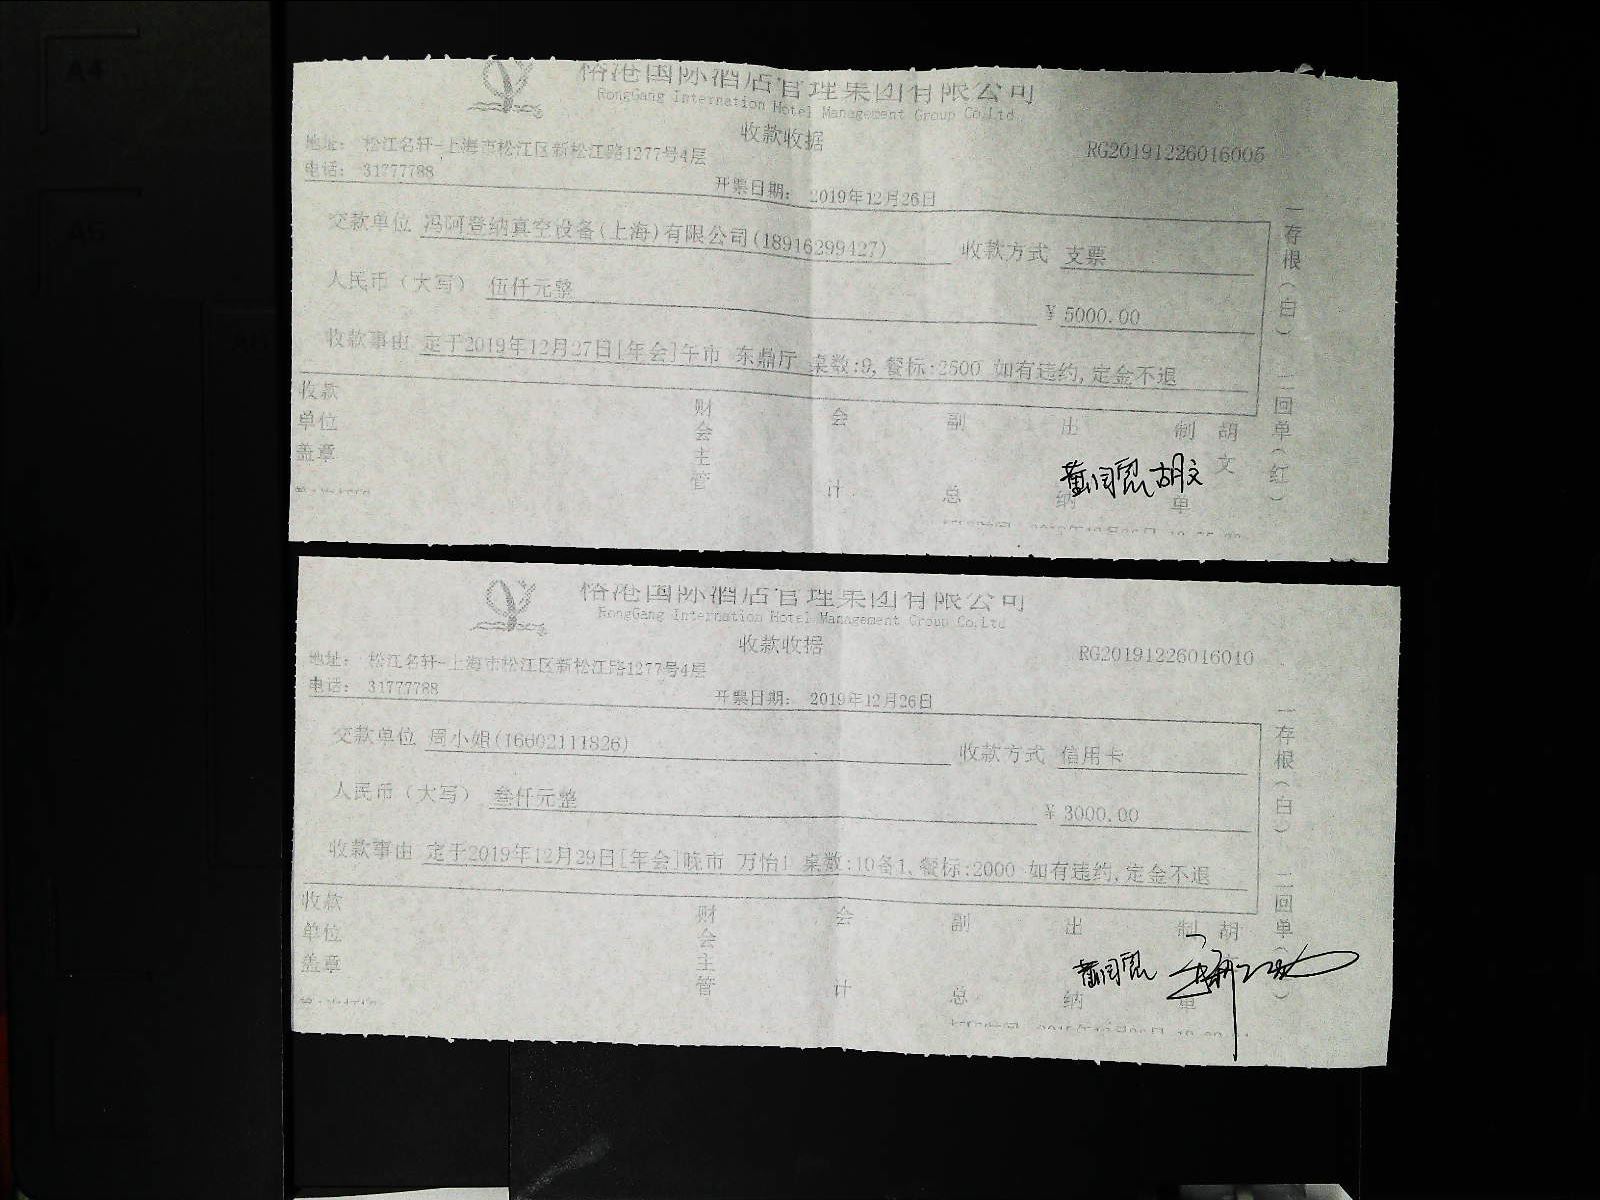 榕港国际酒店管理集团有限公司
RongGang Internation Hotel Management Group Co,Ltd.
收款收据
地址： 松江名轩-上海市松江区新松江路1277号4层
RG20191226016005
电话： 31777788
开票日期： 2019年12月26日
交款单位 冯阿登纳真空设备(上海)有限公司(18916299427) 收款方式 支票
人民币（大写） 伍仟元整 ￥5000.00
收款事由 定于2019年12月27日[年会]午市 东鼎厅 桌数:9,餐标:2600 如有违约,定金不退
一存根（白） 二回单（红）
收款单位盖章 财会主管 会计 副总 出纳 制单 胡文
胡文
榕港国际酒店管理集团有限公司
RongGang Internation Hotel Management Group Co,Ltd
收款收据
地址： 松江名轩-上海市松江区新松江路1277号4层
RG20191226016010
电话： 31777788
开票日期： 2019年12月26日
交款单位 周小姐(16602111826) 收款方式 信用卡
人民币（大写） 叁仟元整 ￥3000.00
收款事由 定于2019年12月29日[年会]晚市 万怡1 桌数:10备1,餐标:2000 如有违约,定金不退
一存根（白） 二回单（
收款单位盖章 财会主管 会计 副总 出纳 制单 胡